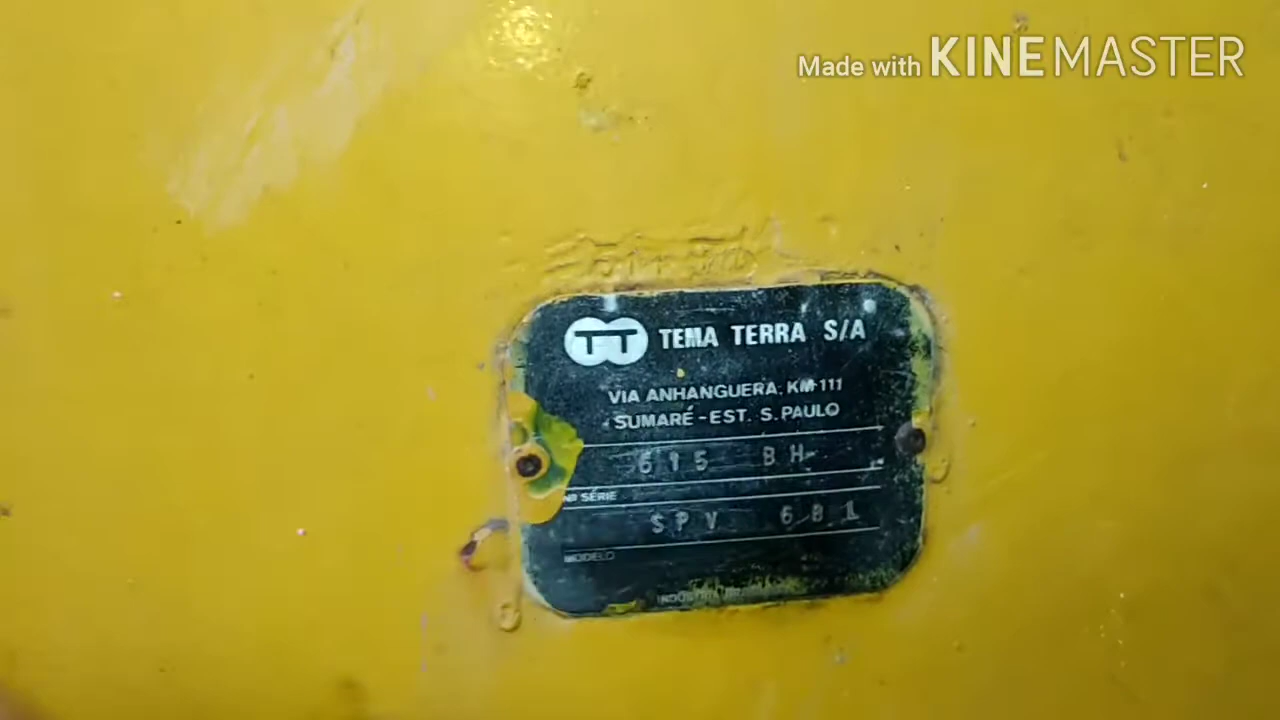 Made with KINEMASTER
TT TEMA TERRA S/A
VIA ANHANGUERA, KM 111
SUMARÉ - EST. S. PAULO
615 BH
Nº SÉRIE
SPV 681
MODELO